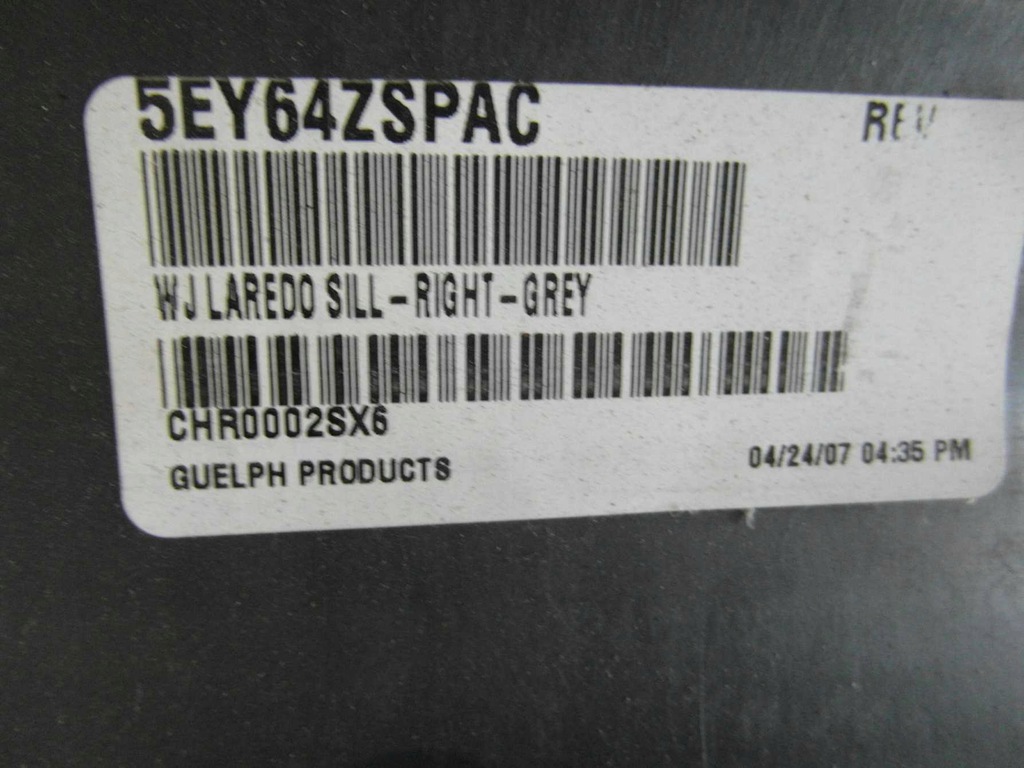 5EY64ZSPAC REV
WJ LAREDO SILL-RIGHT-GREY
CHR0002SX6
GUELPH PRODUCTS 04/24/07 04:35 PM